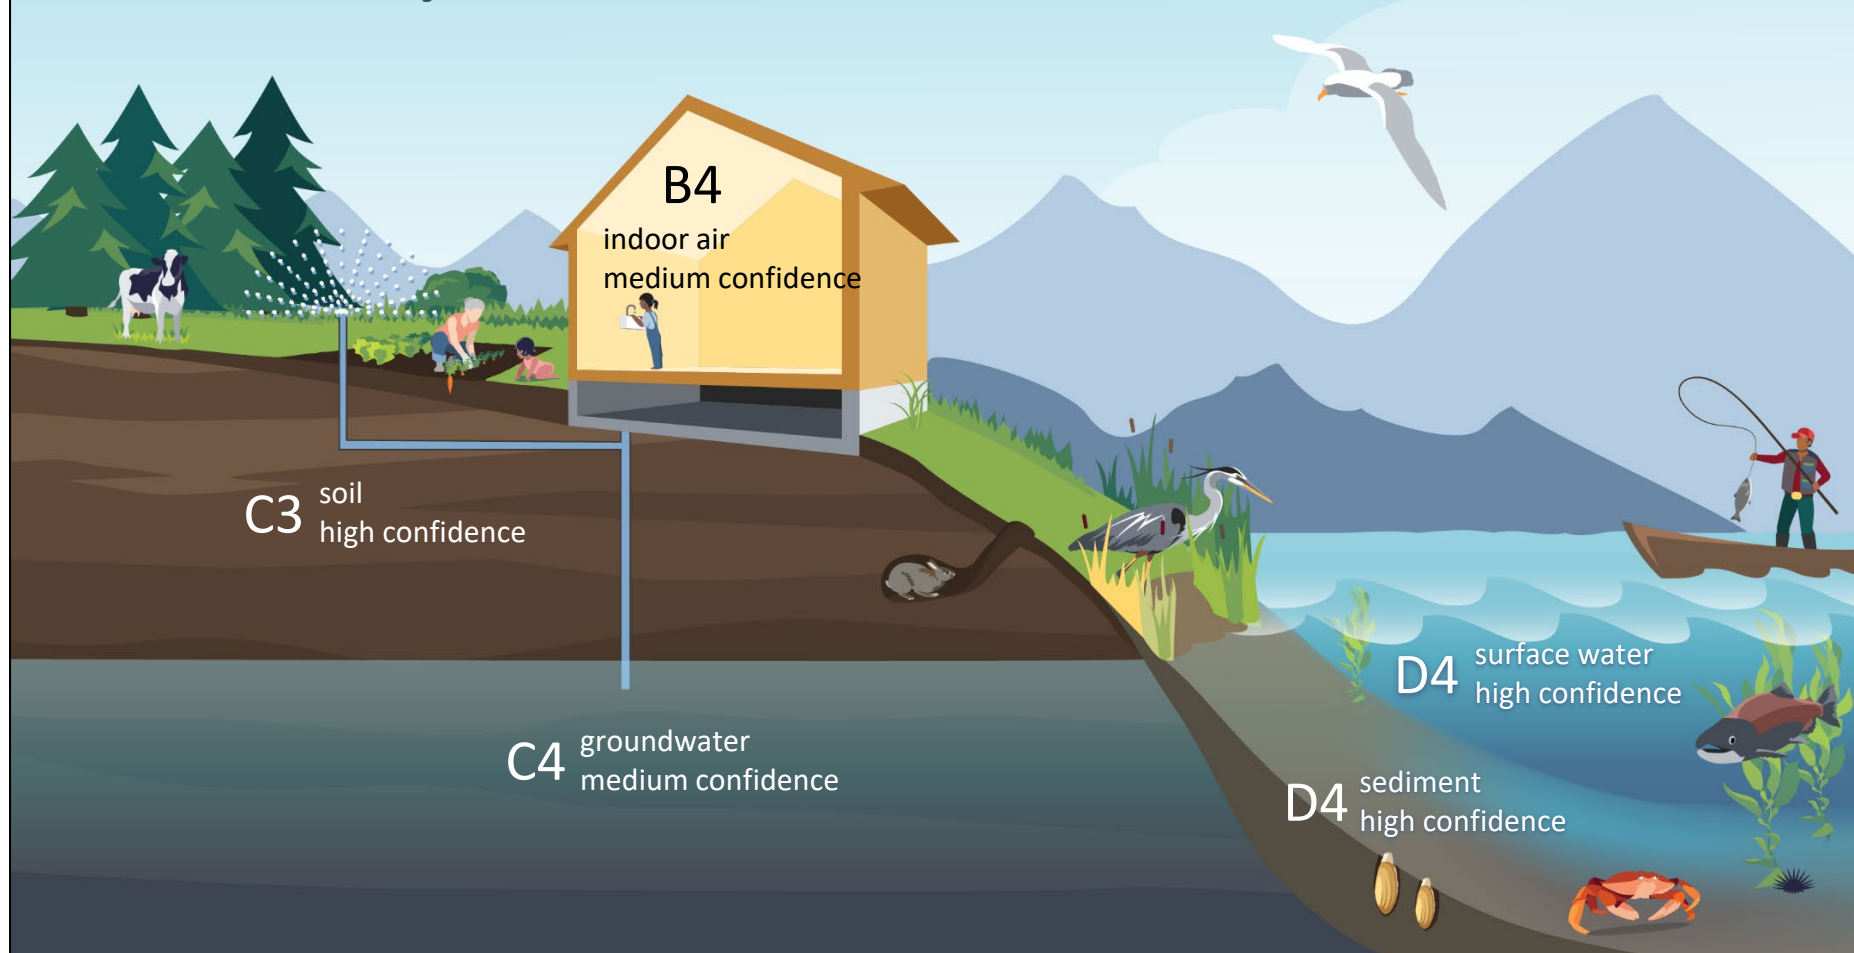 B4
indoor air
medium confidence
C3
soil
high confidence
C4
groundwater
medium confidence
D4
surface water
high confidence
D4
sediment
high confidence